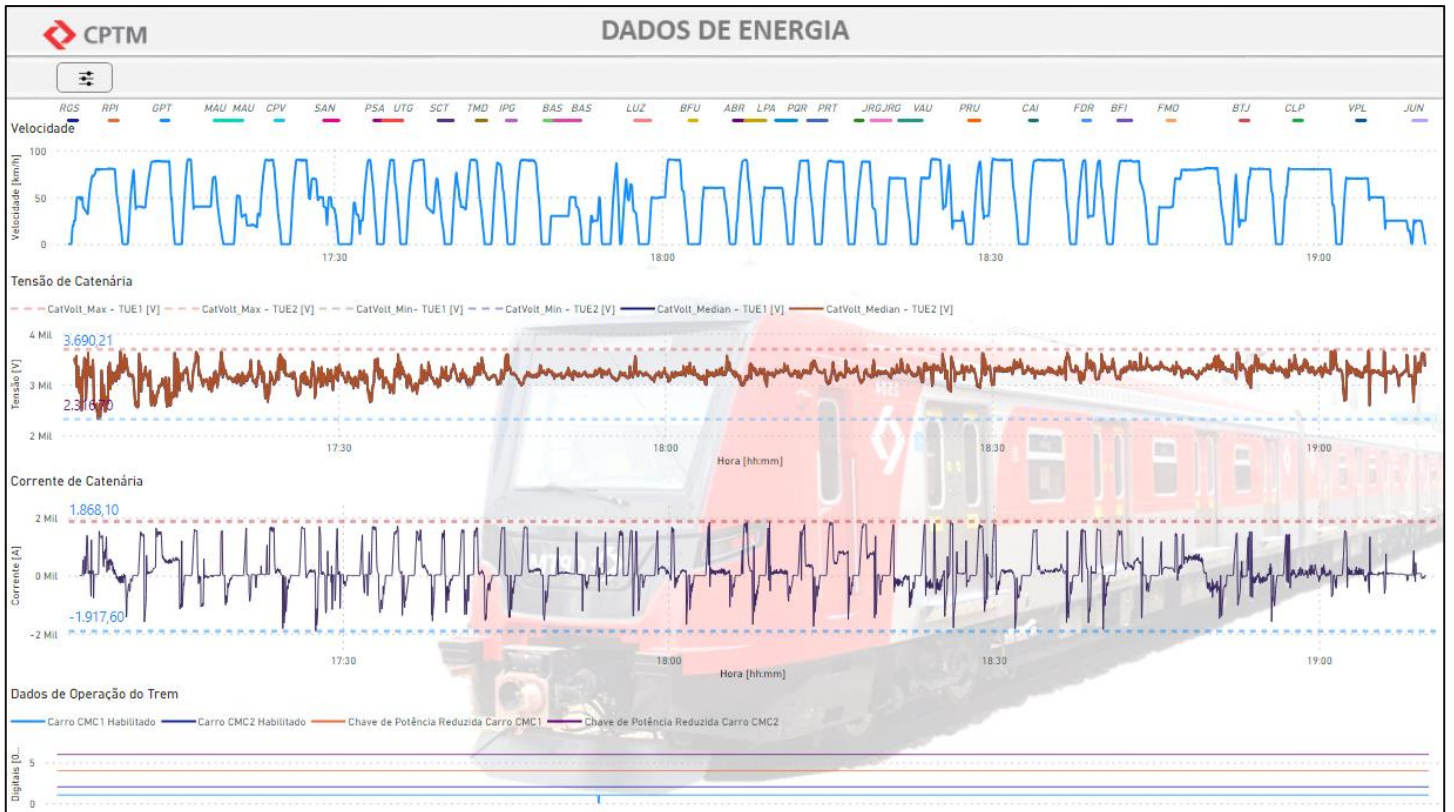 CPTM
DADOS DE ENERGIA
RGS RPI GPT MAU MAU CPV SAN PSA UTG SCT TMD IPG BAS BAS LUZ BFU ABR LPA PQR PRT JRG JRG VAU PRU CAI FDR BFI FMO BTJ CLP VPL JUN
Velocidade
Velocidade [km/h]
100
50
0
17:30 18:00 18:30 19:00
Tensão de Catenária
CatVolt_Max - TUE1 [V] CatVolt_Max - TUE2 [V] CatVolt_Min- TUE1 [V] CatVolt_Min - TUE2 [V] CatVolt_Median - TUE1 [V] CatVolt_Median - TUE2 [V]
Tensão [V]
4 Mil
3.690,21
3 Mil
2.316,70
2 Mil
17:30 18:00 18:30 19:00
Hora [hh:mm]
Corrente de Catenária
Corrente [A]
1.868,10
2 Mil
0 Mil
-1.917,60
-2 Mil
17:30 18:00 18:30 19:00
Hora [hh:mm]
Dados de Operação do Trem
Carro CMC1 Habilitado Carro CMC2 Habilitado Chave de Potência Reduzida Carro CMC1 Chave de Potência Reduzida Carro CMC2
Digitais [0...
5
0